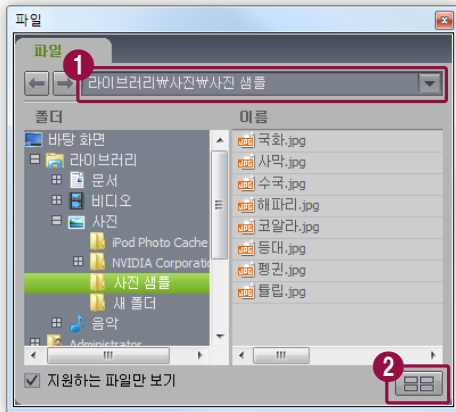 파일
파일
1
라이브러리₩사진₩사진 샘플
폴더
이름
바탕 화면
라이브러리
문서
비디오
사진
iPod Photo Cache
NVIDIA Corporatic
사진 샘플
새 폴더
음악
Administrator
국화.jpg
사막.jpg
수국.jpg
해파리.jpg
코알라.jpg
등대.jpg
펭귄.jpg
튤립.jpg
지원하는 파일만 보기
2